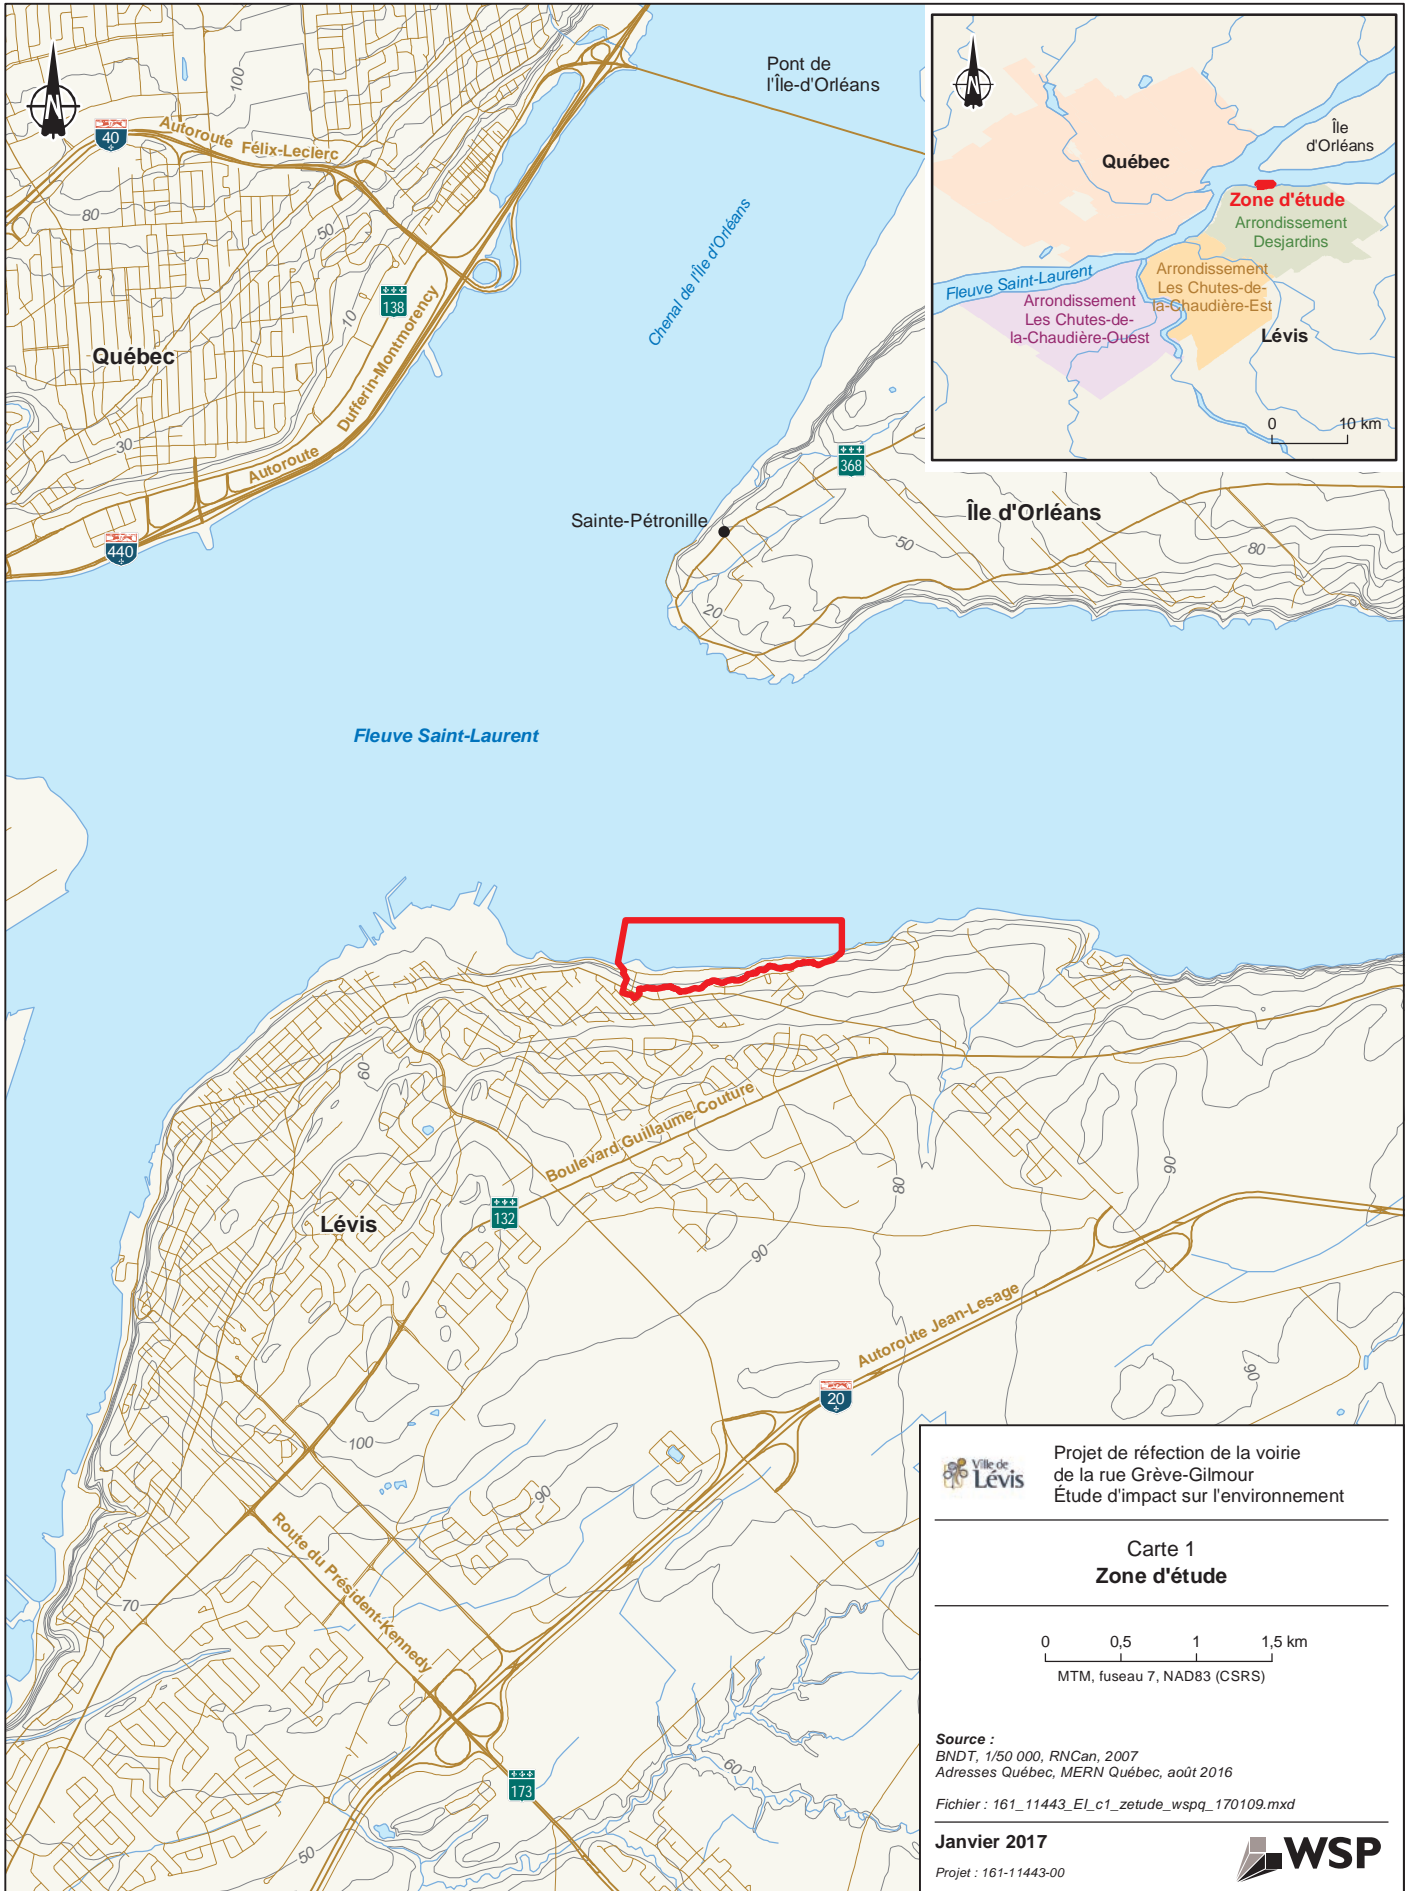 Pont de
l'Île-d'Orléans
N
40
Autoroute Félix-Leclerc
100
80
50
10
138
Chenal de l'Île d'Orléans
Québec
Dufferin-Montmorency
Autoroute
30
440
368
Sainte-Pétronille
Île d'Orléans
50
80
20
Fleuve Saint-Laurent
60
Boulevard Guillaume-Couture
80
90
132
Lévis
90
Autoroute Jean-Lesage
20
90
100
90
Route du Président-Kennedy
70
60
173
50
N
Québec
Île
d'Orléans
Zone d'étude
Arrondissement
Desjardins
Fleuve Saint-Laurent
Arrondissement
Les Chutes-de-
la-Chaudière-Est
Arrondissement
Les Chutes-de-
la-Chaudière-Ouest
Lévis
0 10 km
Ville de
Lévis
Projet de réfection de la voirie
de la rue Grève-Gilmour
Étude d'impact sur l'environnement
Carte 1
Zone d'étude
0 0,5 1 1,5 km
MTM, fuseau 7, NAD83 (CSRS)
Source :
BNDT, 1/50 000, RNCan, 2007
Adresses Québec, MERN Québec, août 2016
Fichier : 161_11443_EI_c1_zetude_wspq_170109.mxd
Janvier 2017
Projet : 161-11443-00
WSP